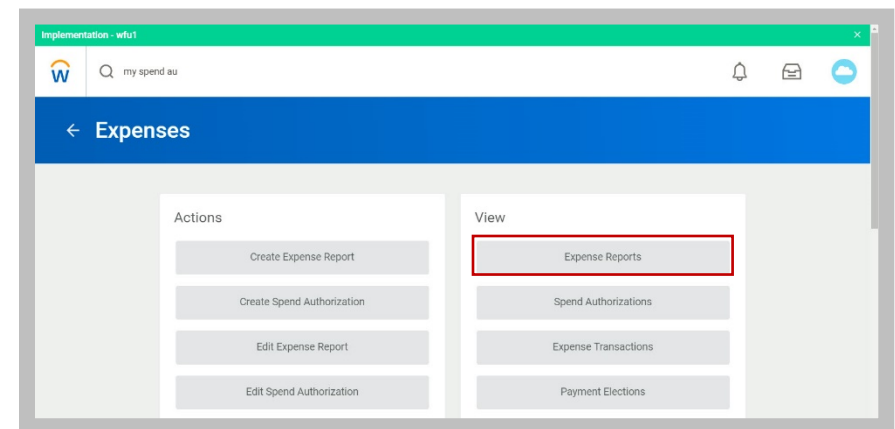 Implementation - wfu1
W
my spend au
Expenses
Actions
Create Expense Report
Create Spend Authorization
Edit Expense Report
Edit Spend Authorization
View
Expense Reports
Spend Authorizations
Expense Transactions
Payment Elections